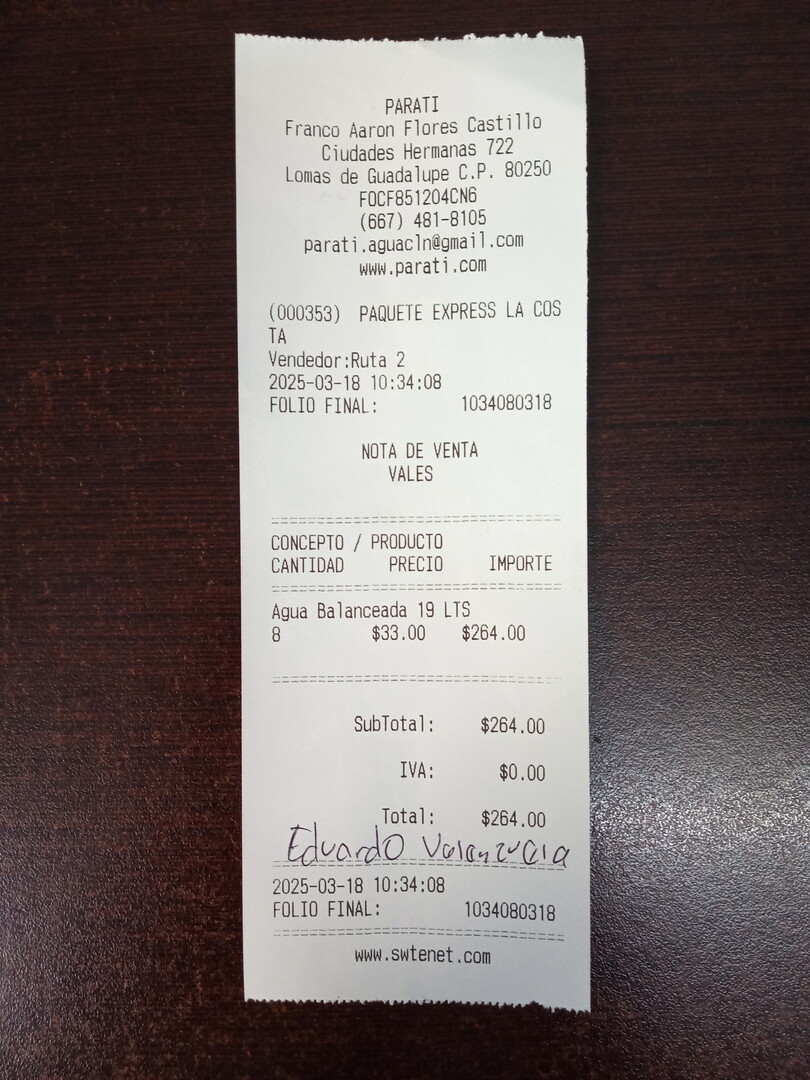 PARATI
Franco Aaron Flores Castillo
Ciudades Hermanas 722
Lomas de Guadalupe C.P. 80250
FOCF851204CN6
(667) 481-8105
parati.aguacln@gmail.com
www.parati.com
(000353) PAQUETE EXPRESS LA COS
TA
Vendedor:Ruta 2
2025-03-18 10:34:08
FOLIO FINAL: 1034080318
NOTA DE VENTA
VALES
CONCEPTO / PRODUCTO
CANTIDAD PRECIO IMPORTE
Agua Balanceada 19 LTS
8 $33.00 $264.00
SubTotal: $264.00
IVA: $0.00
Total: $264.00
Eduardo Valenzuela
2025-03-18 10:34:08
FOLIO FINAL: 1034080318
www.swtenet.com